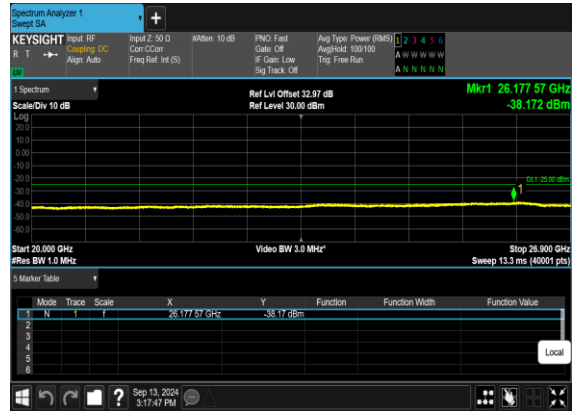 Spectrum Analyzer 1
Swept SA
+
KEYSIGHT Input: RF Input Z: 50 Ω #Atten: 10 dB PNO: Fast Avg Type: Power (RMS) 1 2 3 4 5 6
R T Coupling: DC Corr CCorr Gate: Off Avg|Hold: 100/100 A W W W W W
Align: Auto Freq Ref: Int (S) IF Gain: Low Trig: Free Run
Sig Track: Off A N N N N N
1 Spectrum Ref Lvl Offset 32.97 dB Mkr1 26.177 57 GHz
Scale/Div 10 dB Ref Level 30.00 dBm -38.172 dBm
Log
20.0
10.0
0.00
-10.0
-20.0 DL1 -25.00 dBm
-30.0 1
-40.0
-50.0
-60.0
Start 20.000 GHz Video BW 3.0 MHz* Stop 26.900 GHz
#Res BW 1.0 MHz Sweep 13.3 ms (40001 pts)
5 Marker Table
Mode Trace Scale X Y Function Function Width Function Value
1 N 1 f 26.177 57 GHz -38.17 dBm
2
3
4
5
6
Local
? Sep 13, 2024
3:17:47 PM